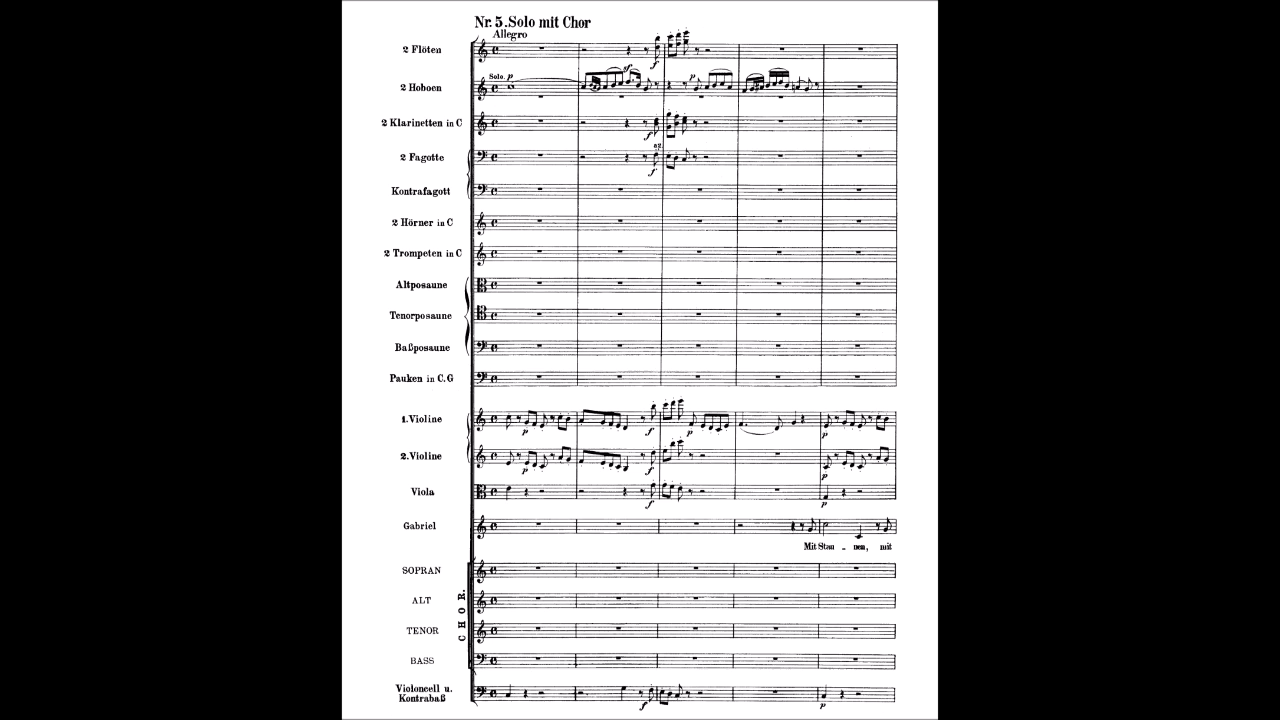 Nr. 5. Solo mit Chor
Allegro
2 Flöten
f
Solo. p
sf
p
2 Hoboen
2 Klarinetten in C
f
a 2.
2 Fagotte
f
Kontrafagott
2 Hörner in C
2 Trompeten in C
Altposaune
Tenorposaune
Baßposaune
Pauken in C. G
1. Violine
p
f
p
p
2. Violine
p
f
p
Viola
f
p
Gabriel
Mit Stau - nen, mit
SOPRAN
ALT
CHOR.
TENOR
BASS
Violoncell u.
Kontrabaß
f
p